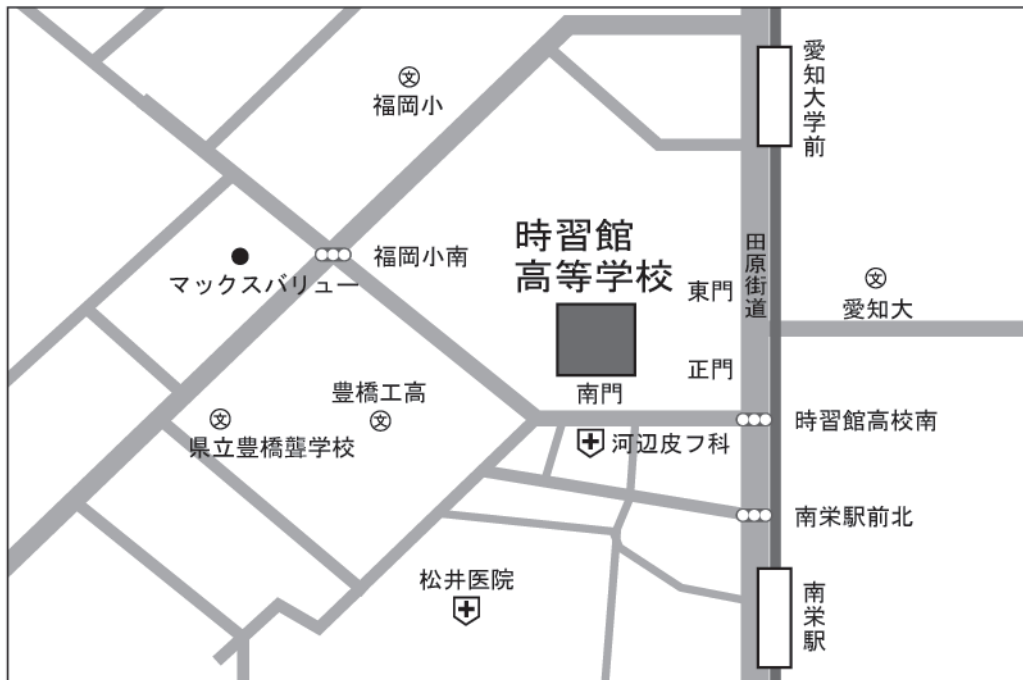 愛知大学前
福岡小
時習館
高等学校
福岡小南
田原街道
東門
愛知大
マックスバリュー
正門
豊橋工高
南門
時習館高校南
県立豊橋聾学校
河辺皮フ科
南栄駅前北
松井医院
南栄駅